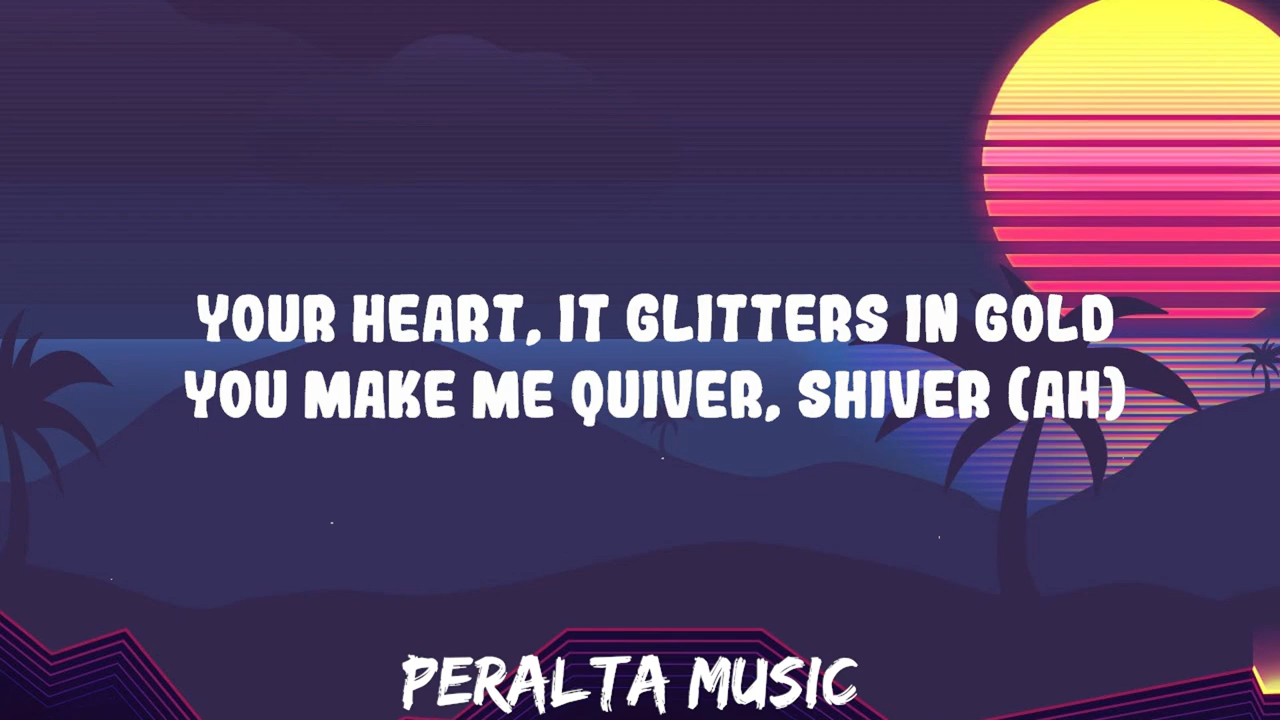 YOUR HEART, IT GLITTERS IN GOLD
YOU MAKE ME QUIVER, SHIVER (AH)
PERALTA MUSIC